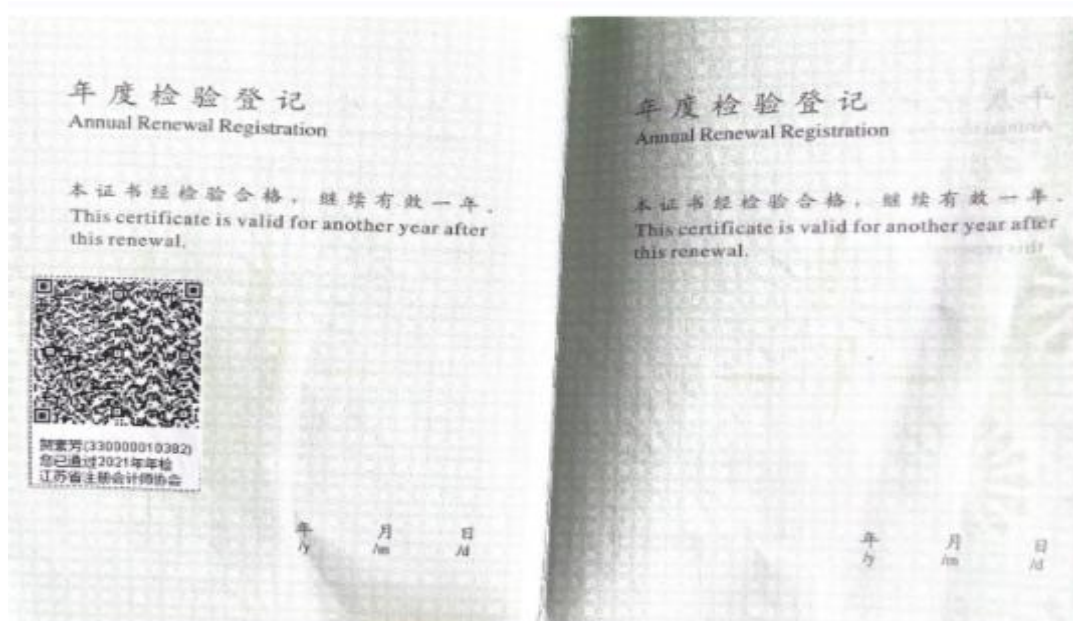 年度检验登记
Annual Renewal Registration
本证书经检验合格，继续有效一年。
This certificate is valid for another year after
this renewal.
素芳(330000010382)
您已通过2021年年检
江苏省注册会计师协会
年 月 日
/y /m /d
年度检验登记
Annual Renewal Registration
本证书经检验合格，继续有效一年。
This certificate is valid for another year after
this renewal.
年 月 日
/y /m /d